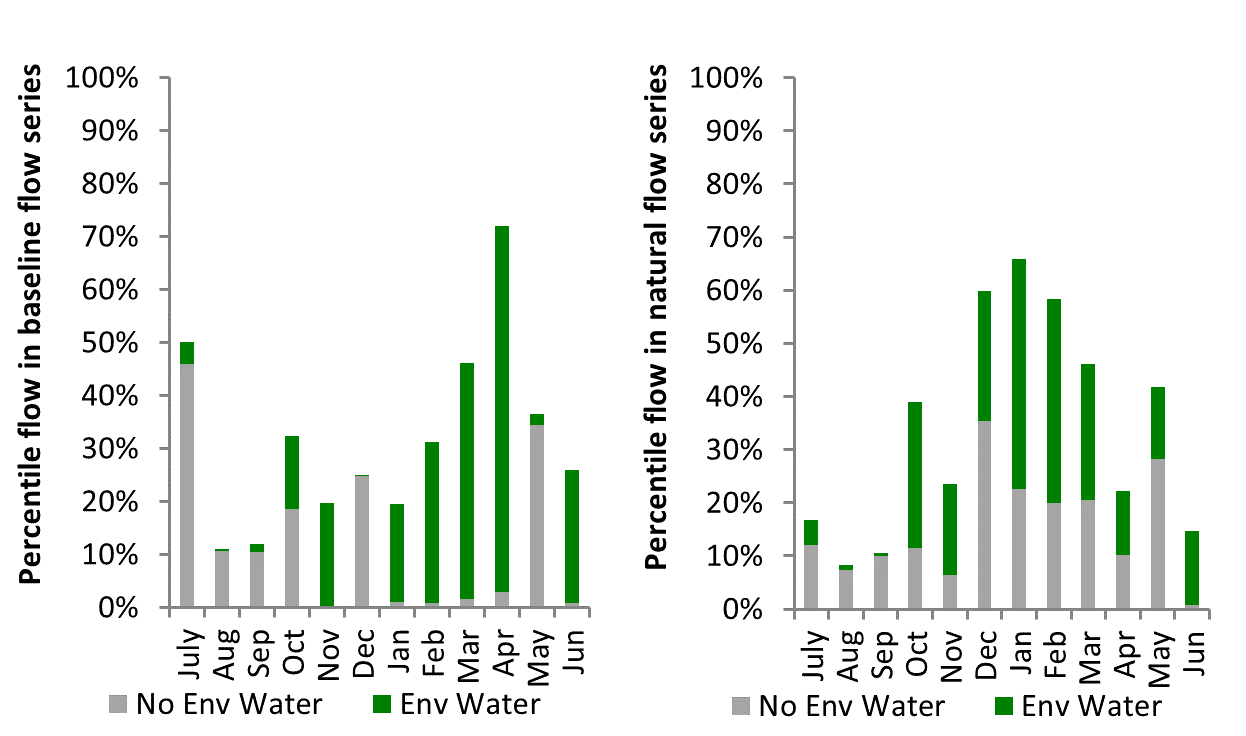 Percentile flow in baseline flow series
100%
90%
80%
70%
60%
50%
40%
30%
20%
10%
0%
July
Aug
Sep
Oct
Nov
Dec
Jan
Feb
Mar
Apr
May
Jun
No Env Water
Env Water
Percentile flow in natural flow series
100%
90%
80%
70%
60%
50%
40%
30%
20%
10%
0%
July
Aug
Sep
Oct
Nov
Dec
Jan
Feb
Mar
Apr
May
Jun
No Env Water
Env Water